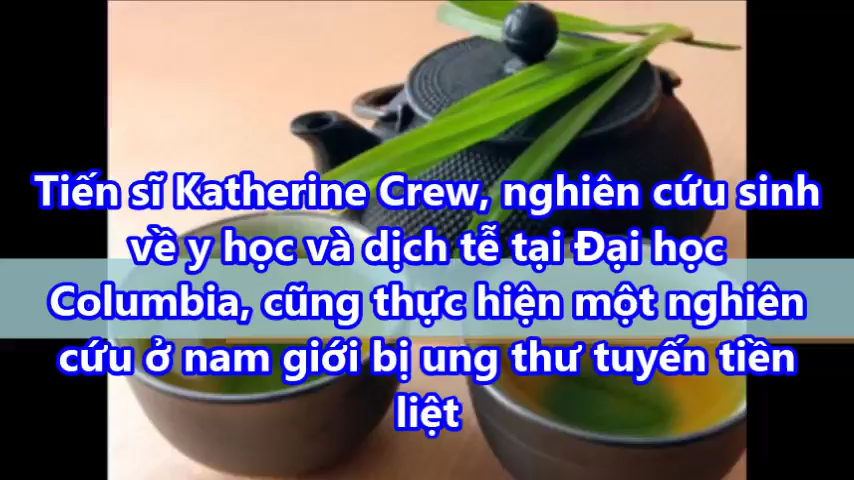 Tiến sĩ Katherine Crew, nghiên cứu sinh
về y học và dịch tễ tại Đại học
Columbia, cũng thực hiện một nghiên
cứu ở nam giới bị ung thư tuyến tiền
liệt